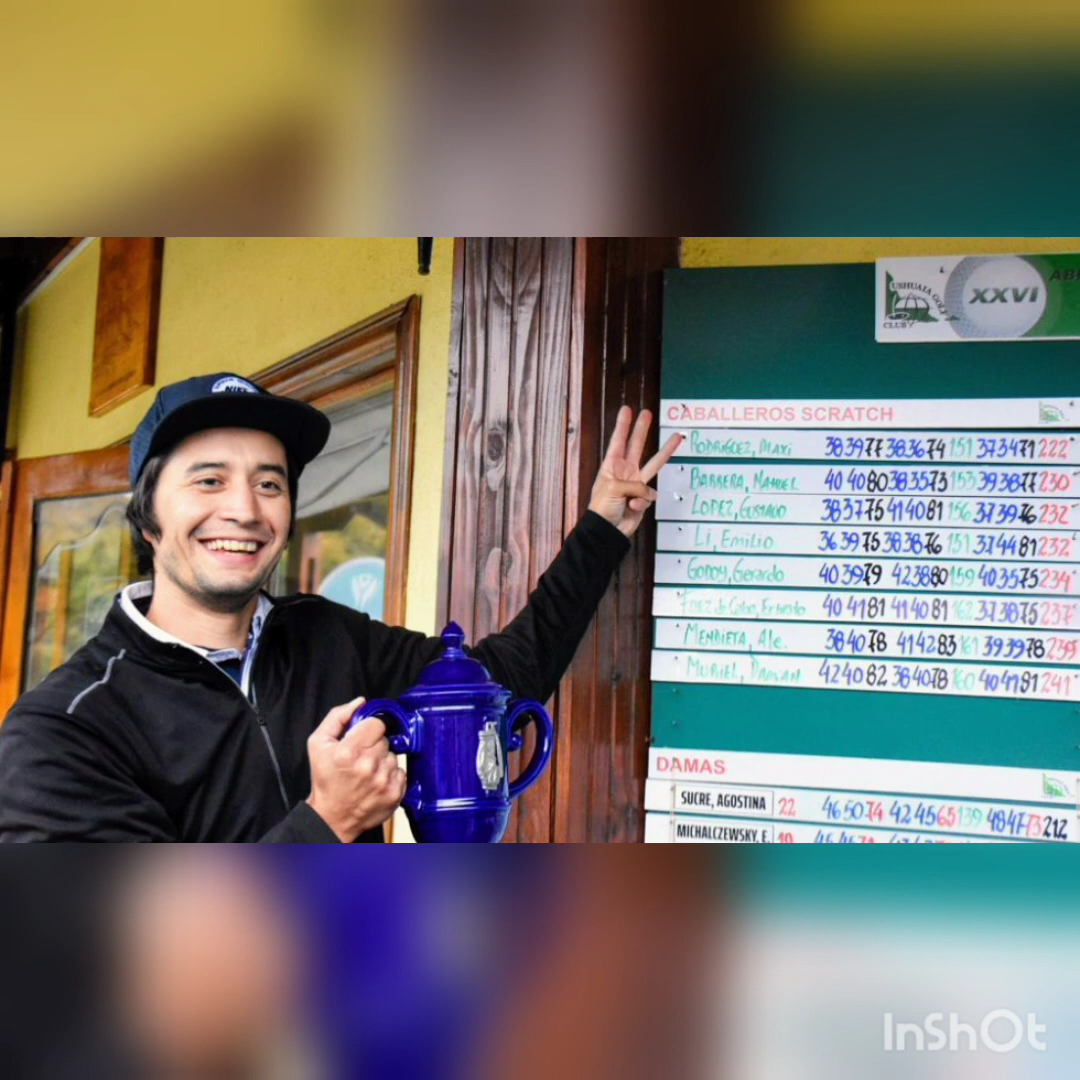 USHUAIA GOLF
CLUB
XXVI
AB
NIKE
CABALLEROS SCRATCH
RODRIGUEZ, MAXI 38 39 77 38 36 74 151 37 34 71 222
BARRERA, MANUEL 40 40 80 38 35 73 153 39 38 77 230
LOPEZ, GUSTAVO 38 37 75 41 40 81 156 37 39 76 232
Li, Emilio 36 39 75 38 38 76 151 37 44 81 232
Godoy, Gerardo 40 39 79 42 38 80 159 40 35 75 234
Ernesto 40 41 81 41 40 81 162 37 38 75 237
MENDIETA, Ale. 38 40 78 41 42 83 161 39 39 78 239
MURIEL, 42 40 82 38 40 78 160 40 41 81 241
DAMAS
SUCRE, AGOSTINA 22 46 50 74 42 45 65 139 48 47 73 212
MICHALCZEWSKY, E.
InShOt